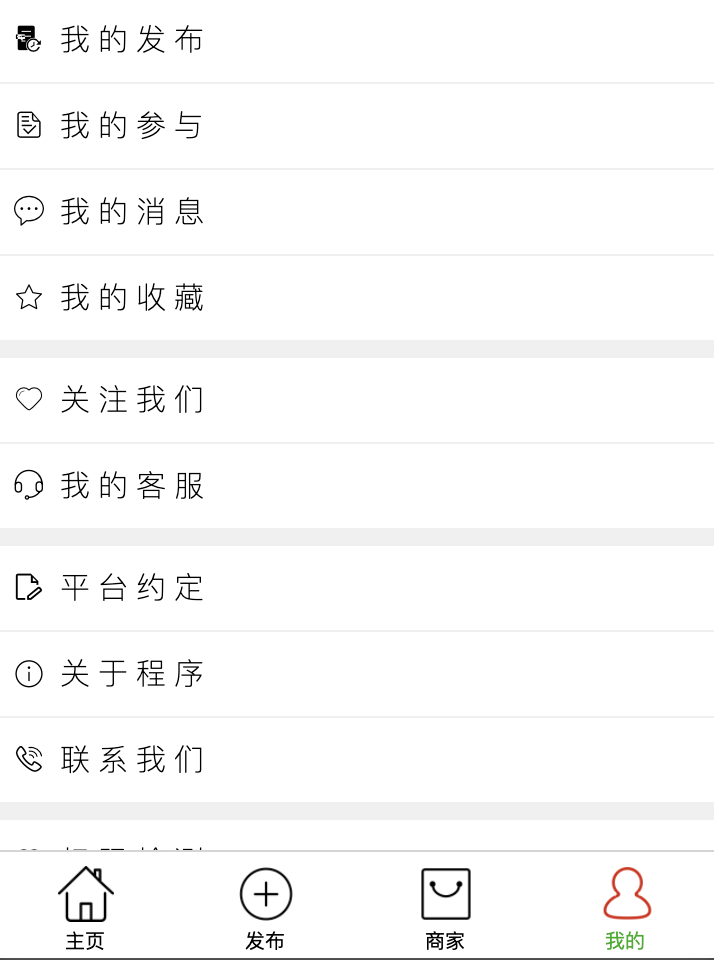 我的发布
我的参与
我的消息
我的收藏
关注我们
我的客服
平台约定
关于程序
联系我们
主页
发布
商家
我的